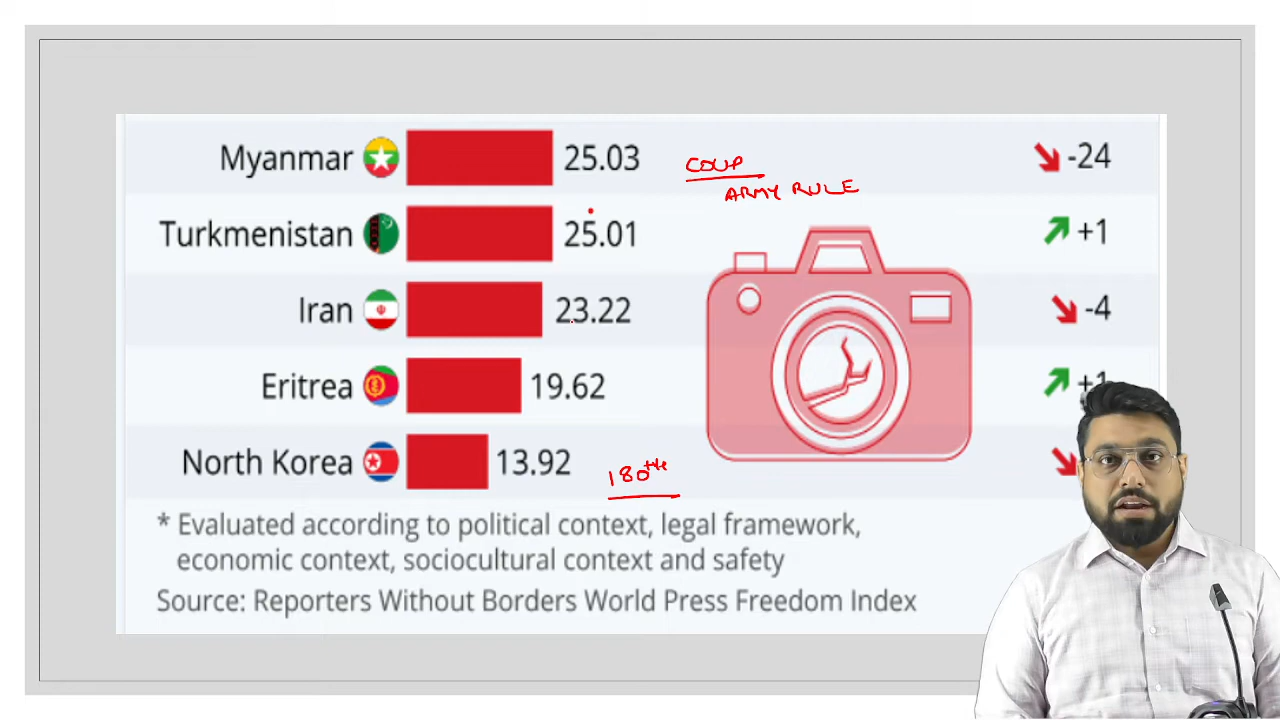 Myanmar 25.03 COUP -24
ARMY RULE
Turkmenistan 25.01 +1
Iran 23.22 -4
Eritrea 19.62 +1
North Korea 13.92 180the
* Evaluated according to political context, legal framework,
economic context, sociocultural context and safety
Source: Reporters Without Borders World Press Freedom Index